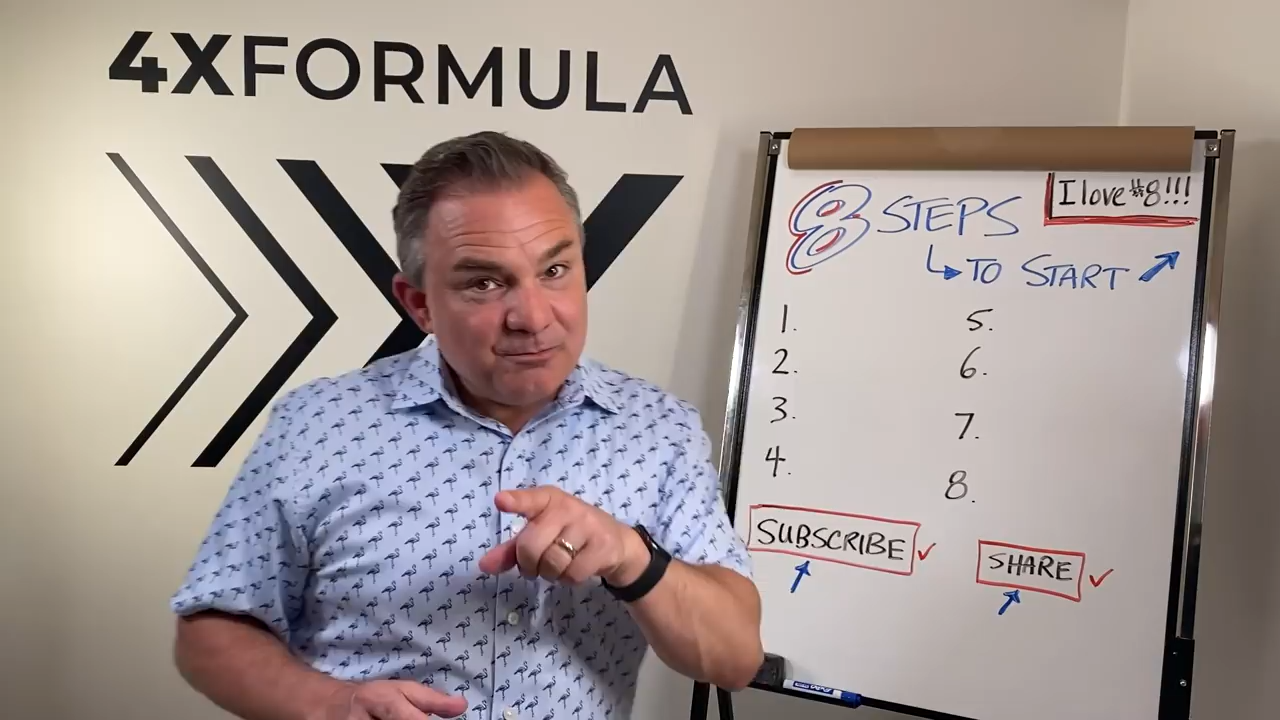 4XFORMULA
I love #8!!!
8 STEPS
TO START
1.
2.
3.
4.
5.
6.
7.
8.
SUBSCRIBE
SHARE